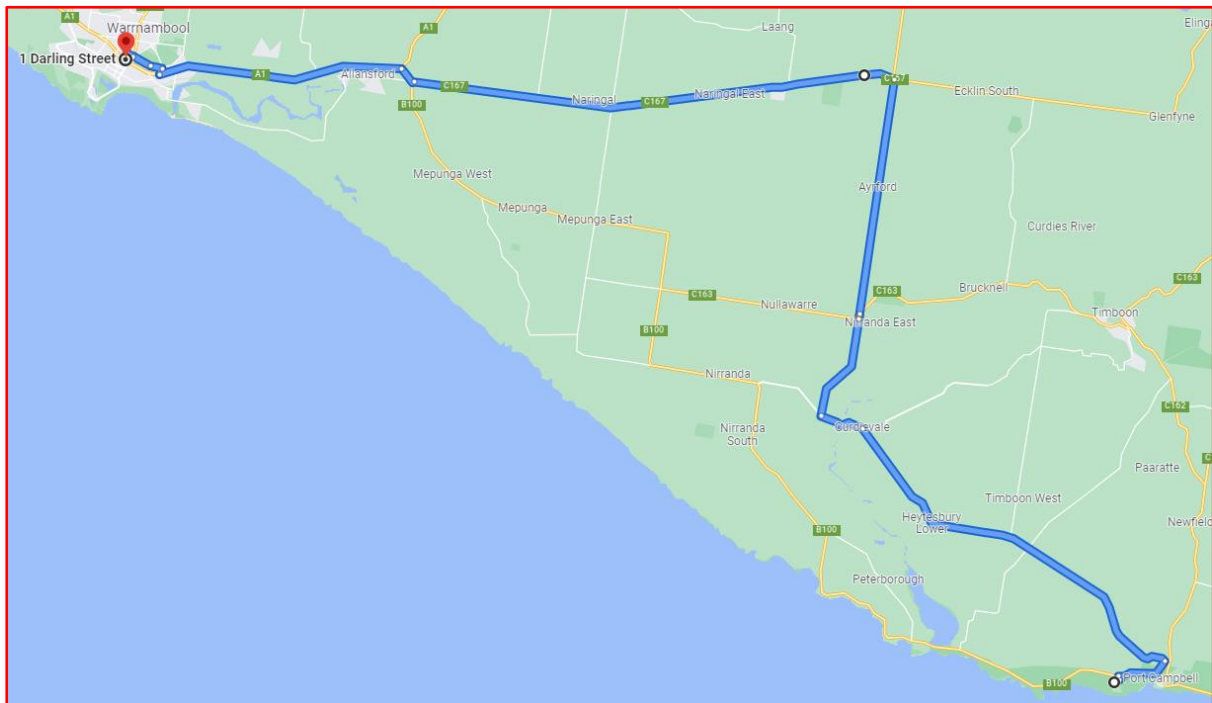 A1
Warrnambool
Laang
Elinga
1 Darling Street
A1
A1
Allansford
C167
Naringal
C167
Naringal East
C167
Ecklin South
Glenfyne
B100
Mepunga West
Ayrford
Mepunga
Mepunga East
Curdies River
C163
C163
C163
Brucknell
Nullawarre
Nirranda East
Timboon
B100
Nirranda
C162
Nirranda
South
Curdievale
Paaratte
Timboon West
Heytesbury
Lower
Newfield
B100
Peterborough
B100
Port Campbell